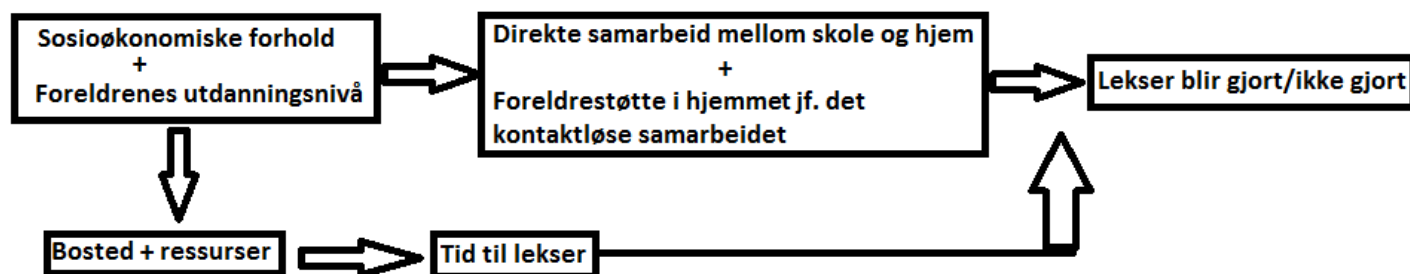 Sosioøkonomiske forhold
+
Foreldrenes utdanningsnivå
Direkte samarbeid mellom skole og hjem
+
Foreldrestøtte i hjemmet jf. det
kontaktløse samarbeidet
Lekser blir gjort/ikke gjort
Bosted + ressurser
Tid til lekser